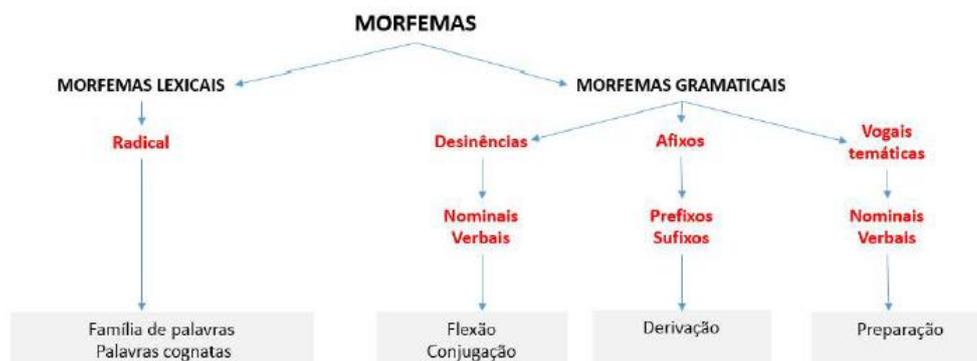 MORFEMAS
MORFEMAS LEXICAIS
MORFEMAS GRAMATICAIS
Radical
Desinências
Afixos
Vogais
temáticas
Nominais
Verbais
Prefixos
Sufixos
Nominais
Verbais
Família de palavras
Palavras cognatas
Flexão
Conjugação
Derivação
Preparação